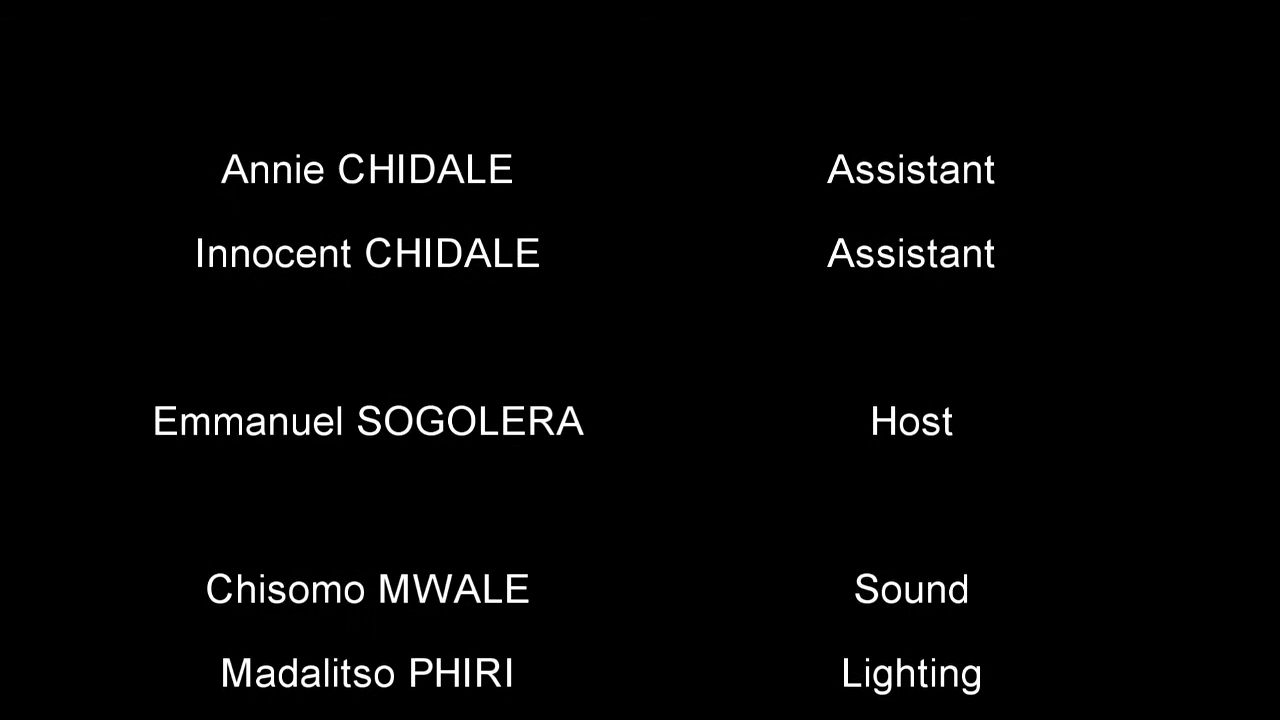 Annie CHIDALE Assistant
Innocent CHIDALE Assistant
Emmanuel SOGOLERA Host
Chisomo MWALE Sound
Madalitso PHIRI Lighting